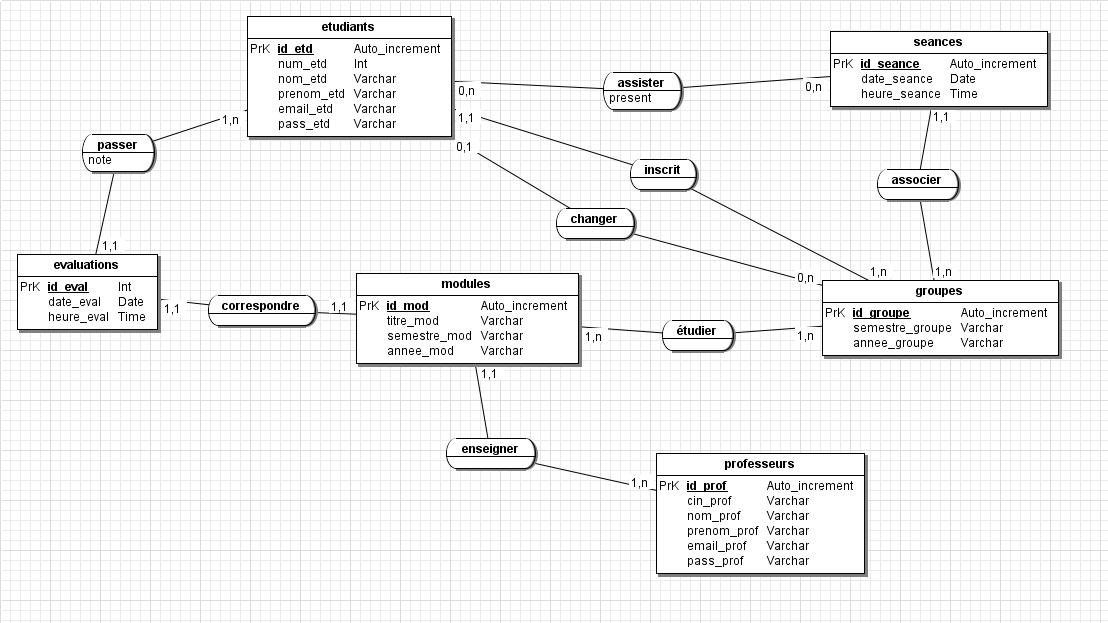 etudiants
PrK id_etd Auto_increment
num_etd Int
nom_etd Varchar
prenom_etd Varchar
email_etd Varchar
pass_etd Varchar
seances
PrK id_seance Auto_increment
date_seance Date
heure_seance Time
assister
present
0,n
0,n
1,1
1,n
passer
note
1,1
0,1
1,1
inscrit
associer
changer
1,n
1,n
0,n
evaluations
PrK id_eval Int
date_eval Date
heure_eval Time
1,1
correspondre
1,1
modules
PrK id_mod Auto_increment
titre_mod Varchar
semestre_mod Varchar
annee_mod Varchar
1,n
étudier
1,n
groupes
PrK id_groupe Auto_increment
semestre_groupe Varchar
annee_groupe Varchar
1,1
enseigner
1,n
professeurs
PrK id_prof Auto_increment
cin_prof Varchar
nom_prof Varchar
prenom_prof Varchar
email_prof Varchar
pass_prof Varchar